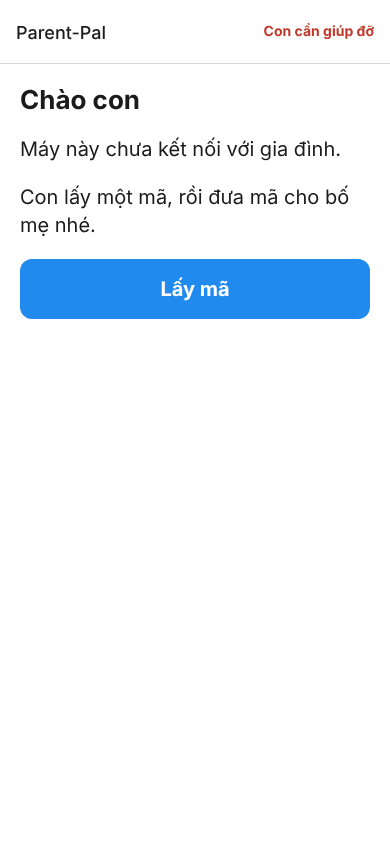 Parent-Pal
Con cần giúp đỡ
Chào con
Máy này chưa kết nối với gia đình.
Con lấy một mã, rồi đưa mã cho bố
mẹ nhé.
Lấy mã